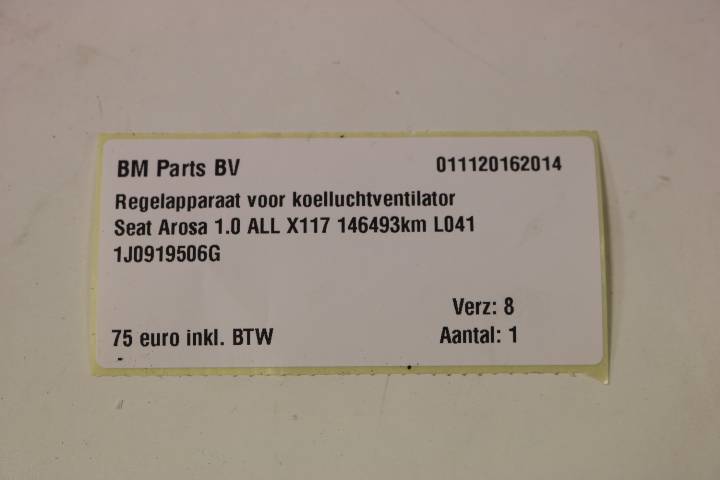 BM Parts BV 011120162014
Regelapparaat voor koelluchtventilator
Seat Arosa 1.0 ALL X117 146493km L041
1J0919506G
Verz: 8
75 euro inkl. BTW Aantal: 1
-